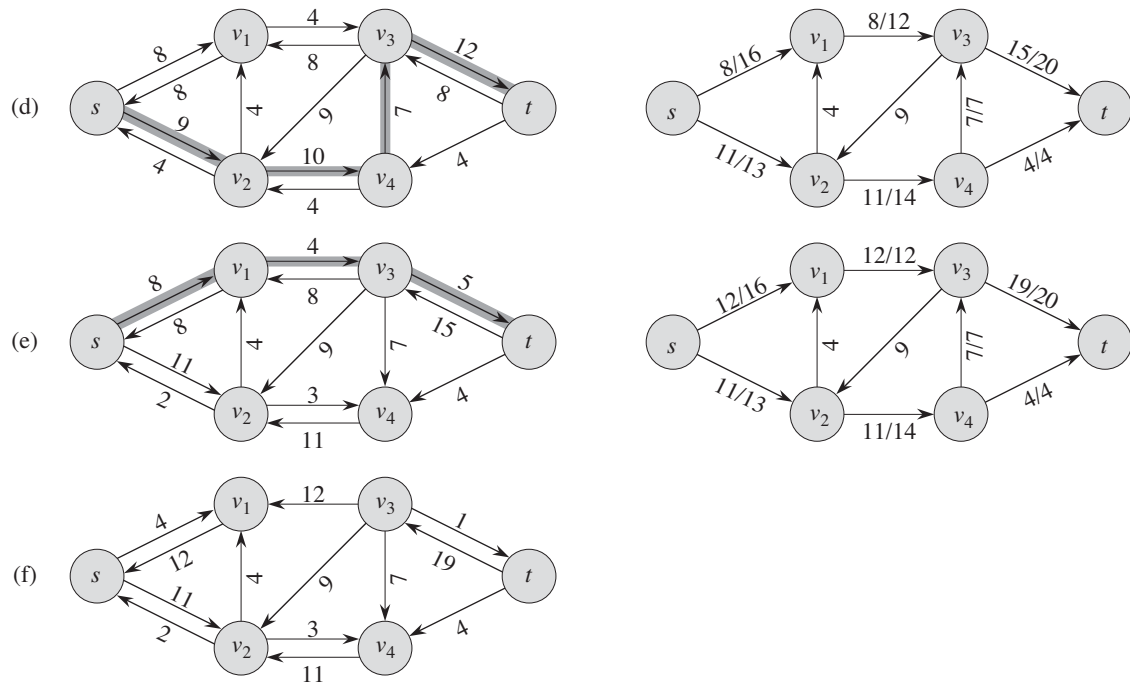 (d)
4
8 v1 v3 12
8
8 8
s 9 4 9 7 t
4 10 4
v2 v4
4
8/12
8/16 v1 v3 15/20
s 4 9 7/7 t
11/13 v2 v4 4/4
11/14
(e)
4
8 v1 v3 5
8
8 15
s 11 4 9 7 t
2 3 4
v2 v4
11
12/12
12/16 v1 v3 19/20
s 4 9 7/7 t
11/13 v2 v4 4/4
11/14
(f)
4 v1 12 v3 1
12 19
s 11 4 9 7 t
2 3 4
v2 v4
11